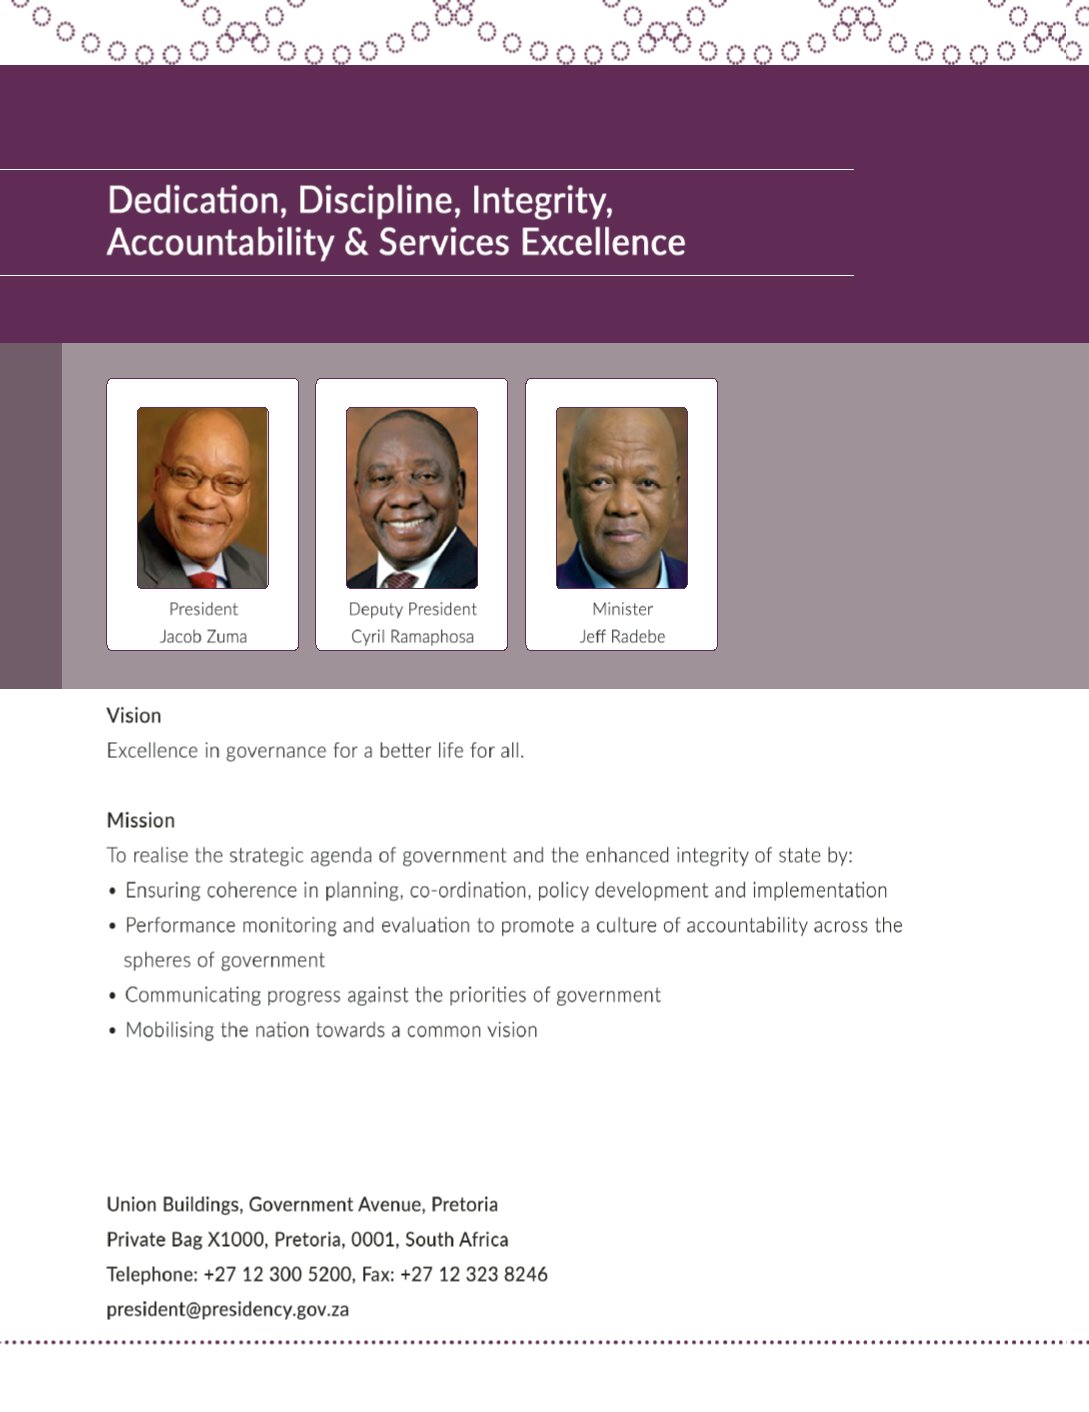 Dedication, Discipline, Integrity,
Accountability & Services Excellence
President
Jacob Zuma
Deputy President
Cyril Ramaphosa
Minister
Jeff Radebe
Vision
Excellence in governance for a better life for all.
Mission
To realise the strategic agenda of government and the enhanced integrity of state by:
• Ensuring coherence in planning, co-ordination, policy development and implementation
• Performance monitoring and evaluation to promote a culture of accountability across the
spheres of government
• Communicating progress against the priorities of government
• Mobilising the nation towards a common vision
Union Buildings, Government Avenue, Pretoria
Private Bag X1000, Pretoria, 0001, South Africa
Telephone: +27 12 300 5200, Fax: +27 12 323 8246
president@presidency.gov.za